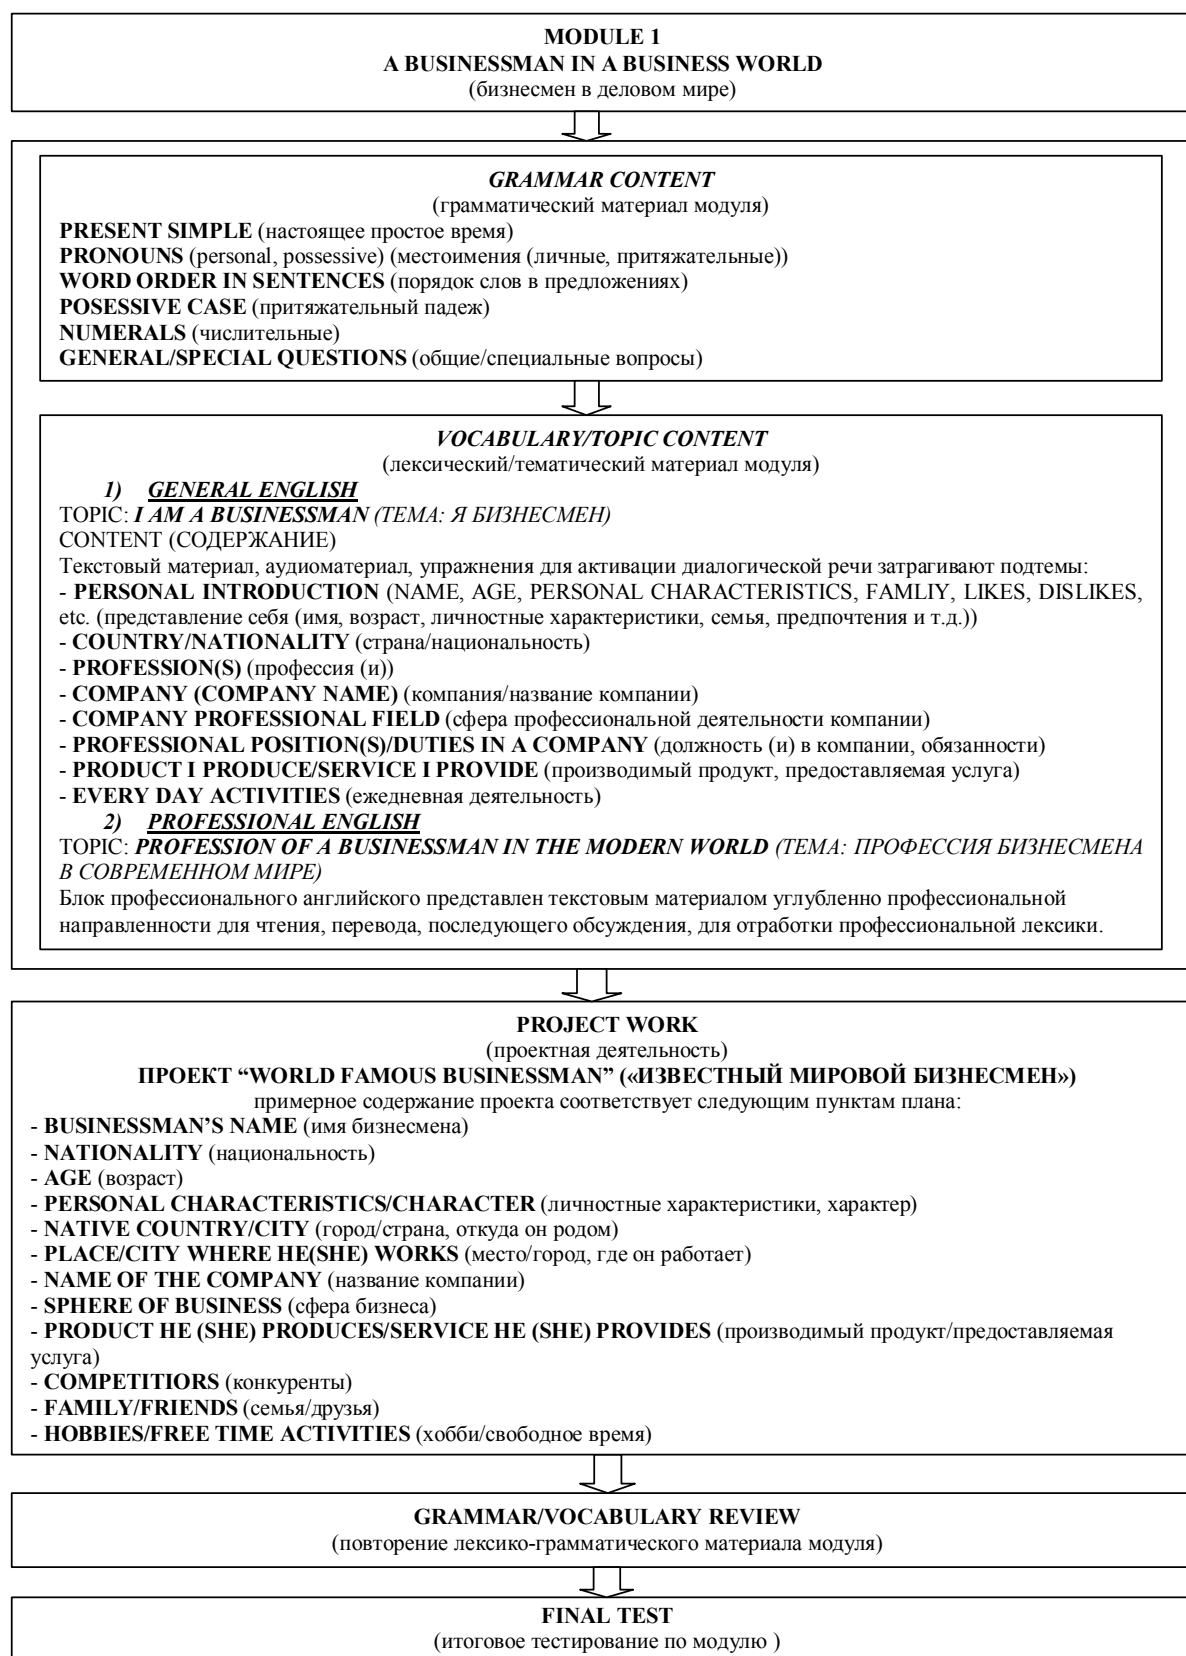 MODULE 1
A BUSINESSMAN IN A BUSINESS WORLD
(бизнесмен в деловом мире)
GRAMMAR CONTENT
(грамматический материал модуля)
PRESENT SIMPLE (настоящее простое время)
PRONOUNS (personal, possessive) (местоимения (личные, притяжательные))
WORD ORDER IN SENTENCES (порядок слов в предложениях)
POSESSIVE CASE (притяжательный падеж)
NUMERALS (числительные)
GENERAL/SPECIAL QUESTIONS (общие/специальные вопросы)
VOCABULARY/TOPIC CONTENT
(лексический/тематический материал модуля)
1) GENERAL ENGLISH
TOPIC: I AM A BUSINESSMAN (ТЕМА: Я БИЗНЕСМЕН)
CONTENT (СОДЕРЖАНИЕ)
Текстовый материал, аудиоматериал, упражнения для активации диалогической речи затрагивают подтемы:
- PERSONAL INTRODUCTION (NAME, AGE, PERSONAL CHARACTERISTICS, FAMLIY, LIKES, DISLIKES,
etc. (представление себя (имя, возраст, личностные характеристики, семья, предпочтения и т.д.))
- COUNTRY/NATIONALITY (страна/национальность)
- PROFESSION(S) (профессия (и))
- COMPANY (COMPANY NAME) (компания/название компании)
- COMPANY PROFESSIONAL FIELD (сфера профессиональной деятельности компании)
- PROFESSIONAL POSITION(S)/DUTIES IN A COMPANY (должность (и) в компании, обязанности)
- PRODUCT I PRODUCE/SERVICE I PROVIDE (производимый продукт, предоставляемая услуга)
- EVERY DAY ACTIVITIES (ежедневная деятельность)
2) PROFESSIONAL ENGLISH
TOPIC: PROFESSION OF A BUSINESSMAN IN THE MODERN WORLD (ТЕМА: ПРОФЕССИЯ БИЗНЕСМЕНА
В СОВРЕМЕННОМ МИРЕ)
Блок профессионального английского представлен текстовым материалом углубленно профессиональной
направленности для чтения, перевода, последующего обсуждения, для отработки профессиональной лексики.
PROJECT WORK
(проектная деятельность)
ПРОЕКТ “WORLD FAMOUS BUSINESSMAN” («ИЗВЕСТНЫЙ МИРОВОЙ БИЗНЕСМЕН»)
примерное содержание проекта соответствует следующим пунктам плана:
- BUSINESSMAN’S NAME (имя бизнесмена)
- NATIONALITY (национальность)
- AGE (возраст)
- PERSONAL CHARACTERISTICS/CHARACTER (личностные характеристики, характер)
- NATIVE COUNTRY/CITY (город/страна, откуда он родом)
- PLACE/CITY WHERE HE(SHE) WORKS (место/город, где он работает)
- NAME OF THE COMPANY (название компании)
- SPHERE OF BUSINESS (сфера бизнеса)
- PRODUCT HE (SHE) PRODUCES/SERVICE HE (SHE) PROVIDES (производимый продукт/предоставляемая
услуга)
- COMPETITIORS (конкуренты)
- FAMILY/FRIENDS (семья/друзья)
- HOBBIES/FREE TIME ACTIVITIES (хобби/свободное время)
GRAMMAR/VOCABULARY REVIEW
(повторение лексико-грамматического материала модуля)
FINAL TEST
(итоговое тестирование по модулю )